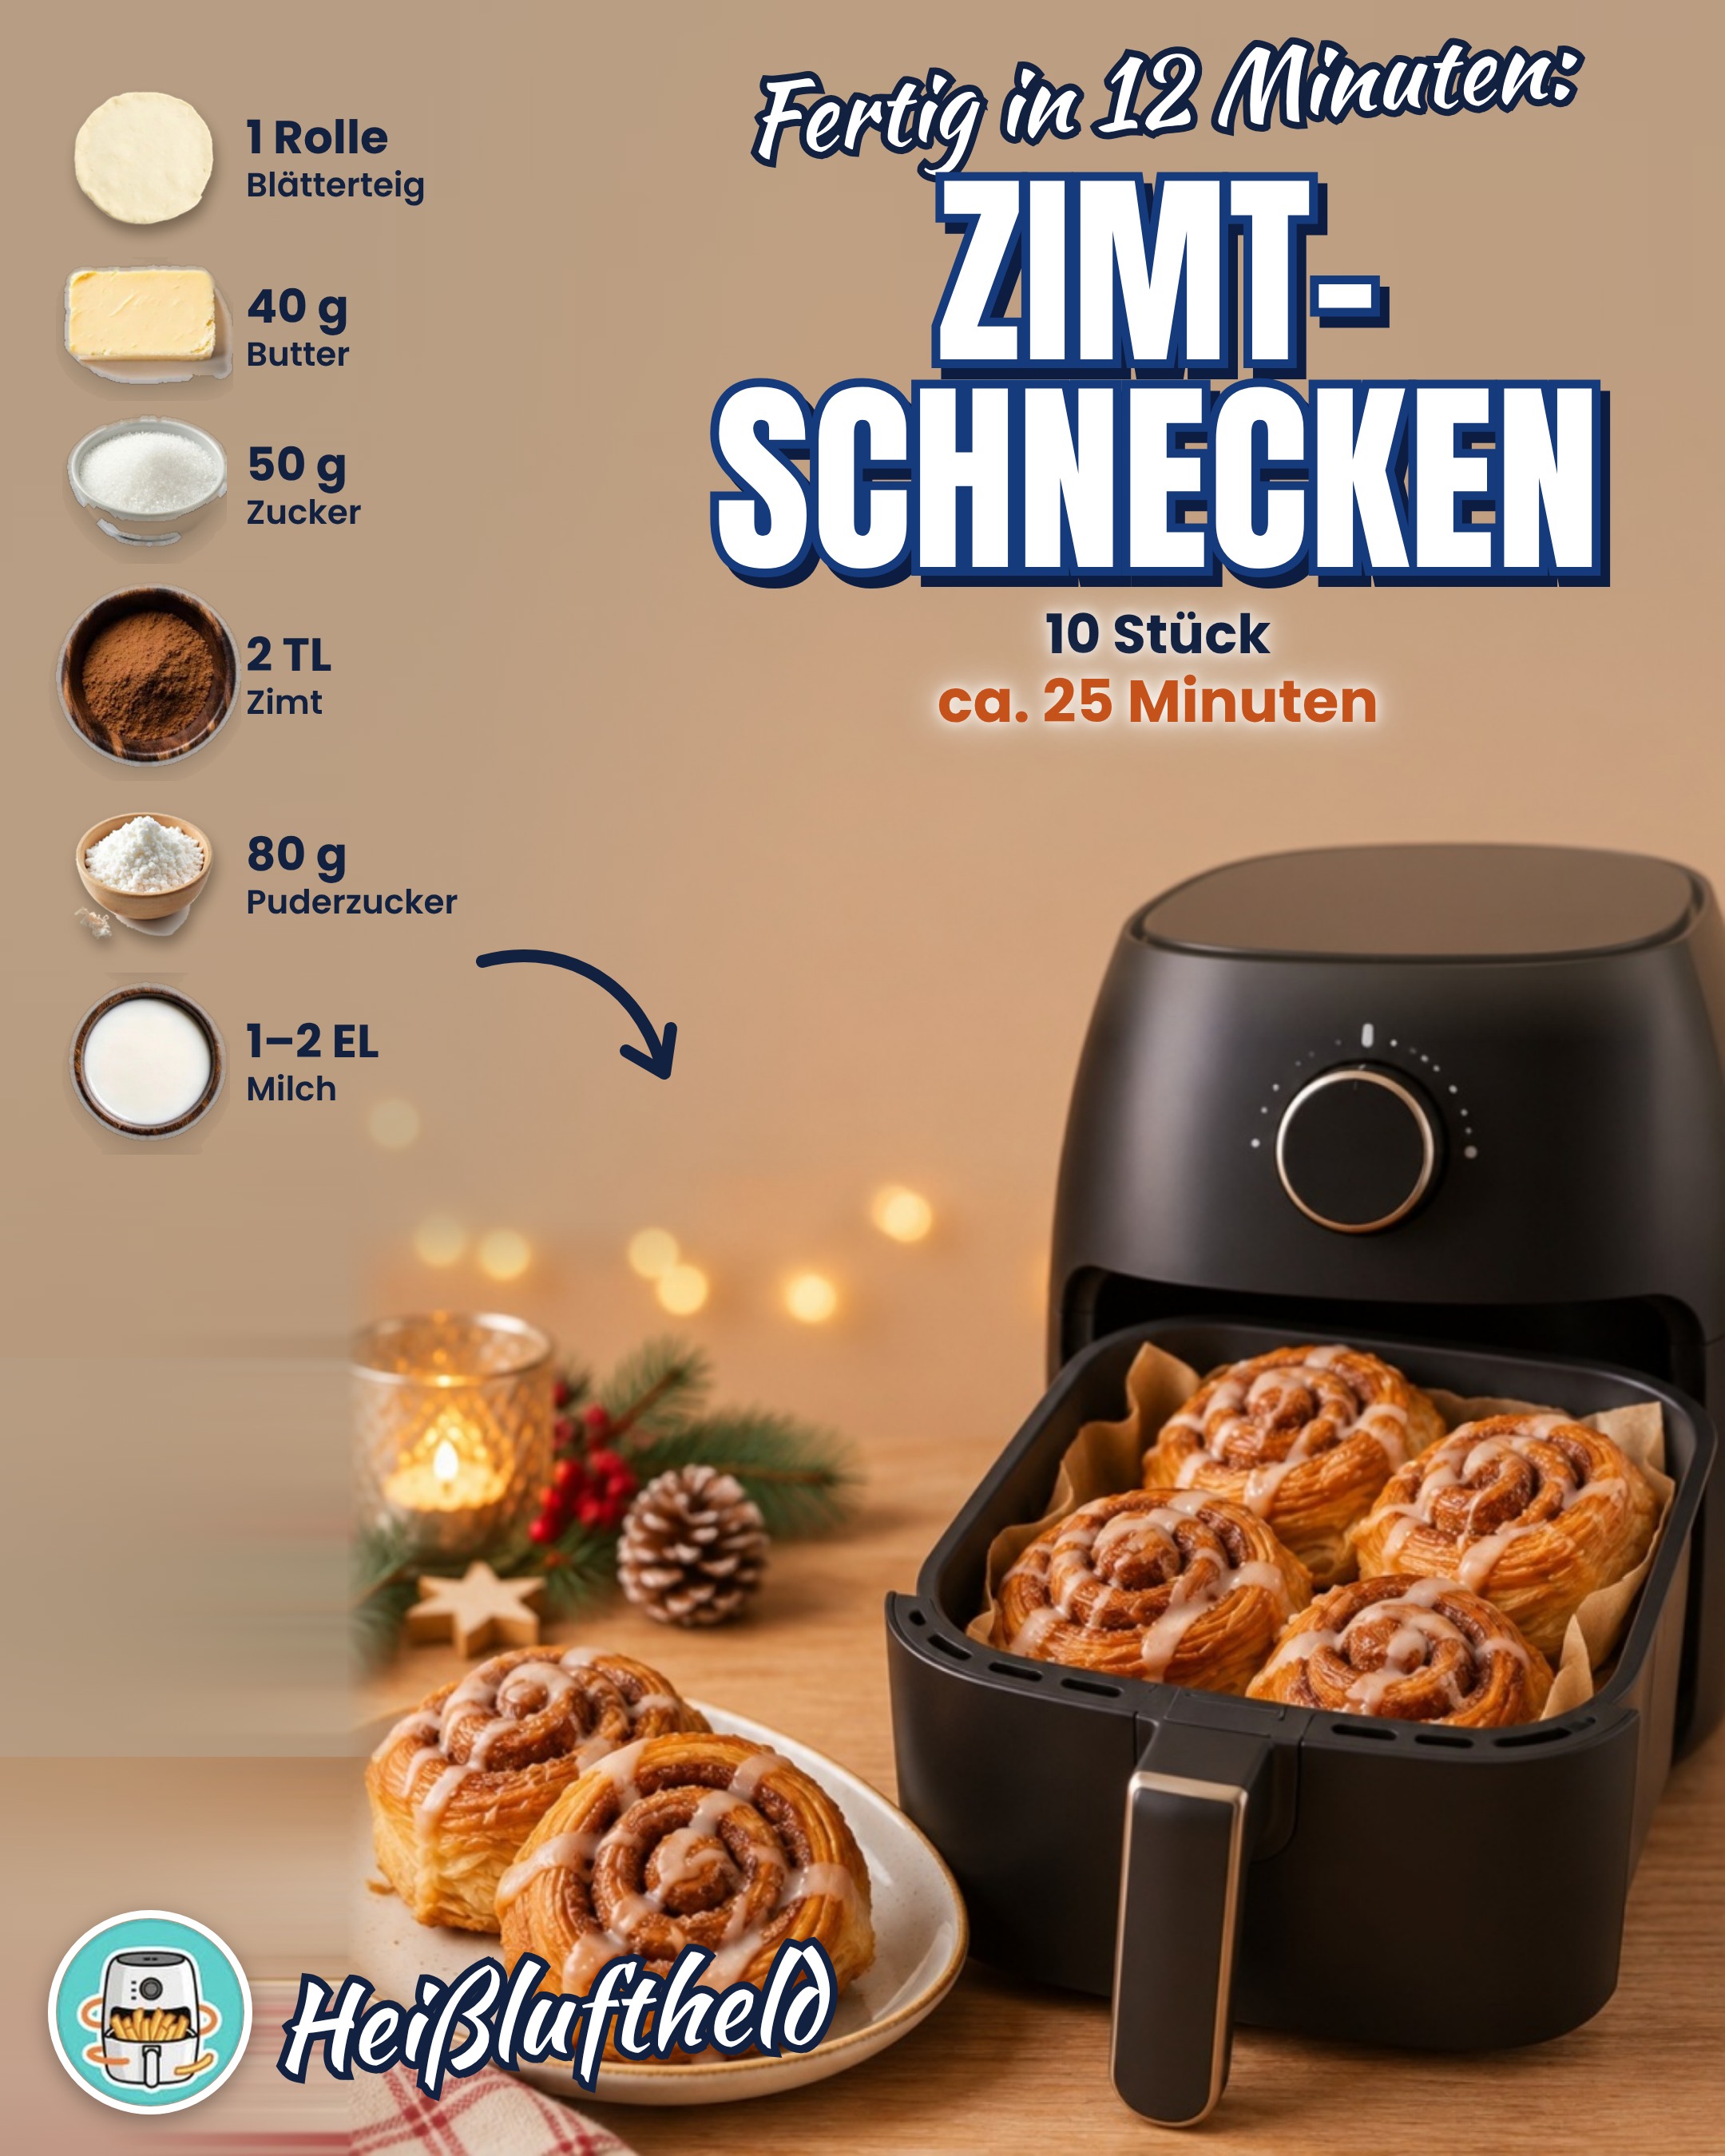 Fertig in 12 Minuten:
ZIMT-
SCHNECKEN
10 Stück
ca. 25 Minuten
1 Rolle
Blätterteig
40 g
Butter
50 g
Zucker
2 TL
Zimt
80 g
Puderzucker
1–2 EL
Milch
Heißluftheld